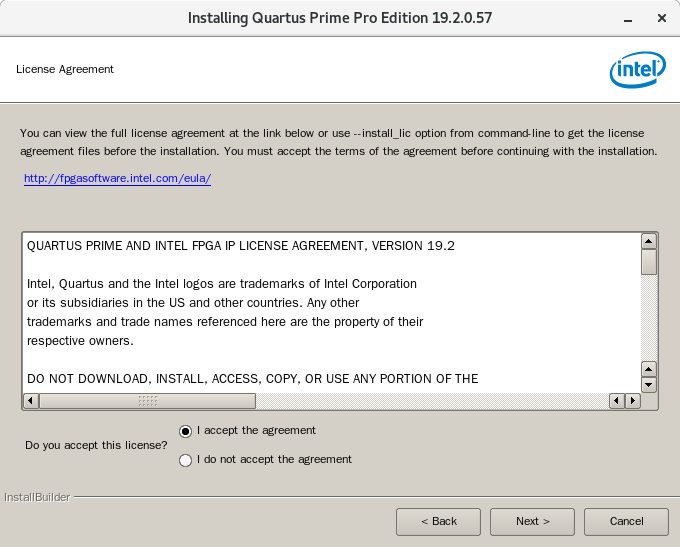 Installing Quartus Prime Pro Edition 19.2.0.57
License Agreement
intel
You can view the full license agreement at the link below or use --install_lic option from command-line to get the license
agreement files before the installation. You must accept the terms of the agreement before continuing with the installation.
http://fpgasoftware.intel.com/eula/
QUARTUS PRIME AND INTEL FPGA IP LICENSE AGREEMENT, VERSION 19.2
Intel, Quartus and the Intel logos are trademarks of Intel Corporation
or its subsidiaries in the US and other countries. Any other
trademarks and trade names referenced here are the property of their
respective owners.
DO NOT DOWNLOAD, INSTALL, ACCESS, COPY, OR USE ANY PORTION OF THE
Do you accept this license?
I accept the agreement
I do not accept the agreement
InstallBuilder
< Back
Next >
Cancel